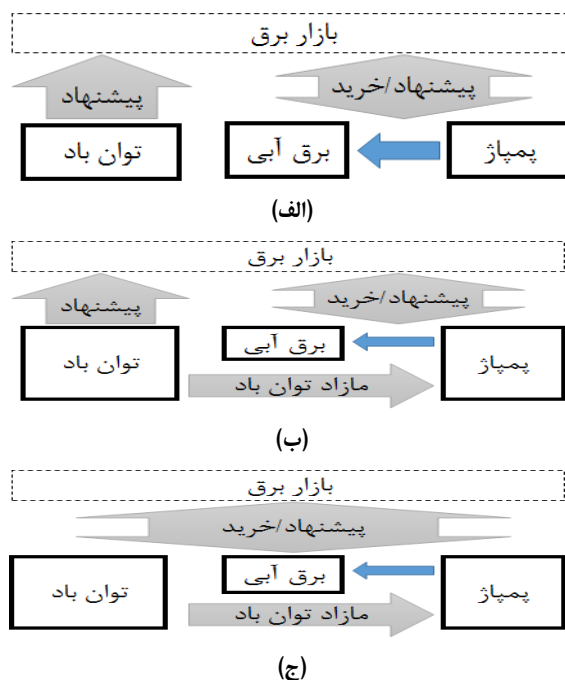 بازار برق
پیشنهاد/خرید
پیشنهاد
پمپاژ
برق آبی
توان باد
(الف)
بازار برق
پیشنهاد/خرید
پیشنهاد
برق آبی
پمپاژ
توان باد
مازاد توان باد
(ب)
بازار برق
پیشنهاد/خرید
برق آبی
پمپاژ
توان باد
مازاد توان باد
(ج)